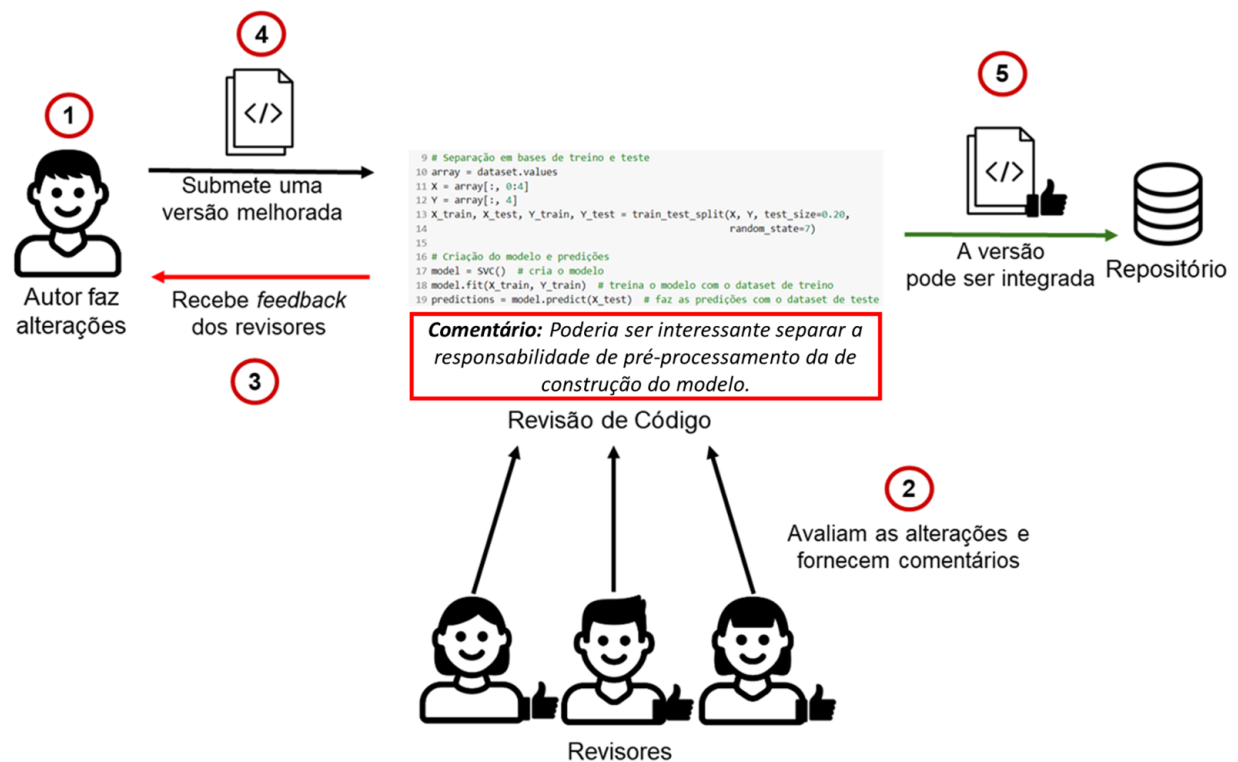 4
5
1
</>
</>
Submete uma
versão melhorada
9 # Separação em bases de treino e teste
10 array = dataset.values
11 X = array[:, 0:4]
12 Y = array[:, 4]
13 X_train, X_test, Y_train, Y_test = train_test_split(X, Y, test_size=0.20,
14 random_state=7)
15
16 # Criação do modelo e predições
17 model = SVC()  # cria o modelo
18 model.fit(X_train, Y_train)  # treina o modelo com o dataset de treino
19 predictions = model.predict(X_test)  # faz as predições com o dataset de teste
A versão
pode ser integrada
Repositório
Autor faz
alterações
Recebe feedback
dos revisores
3
Comentário: Poderia ser interessante separar a
responsabilidade de pré-processamento da de
construção do modelo.
Revisão de Código
2
Avaliam as alterações e
fornecem comentários
Revisores